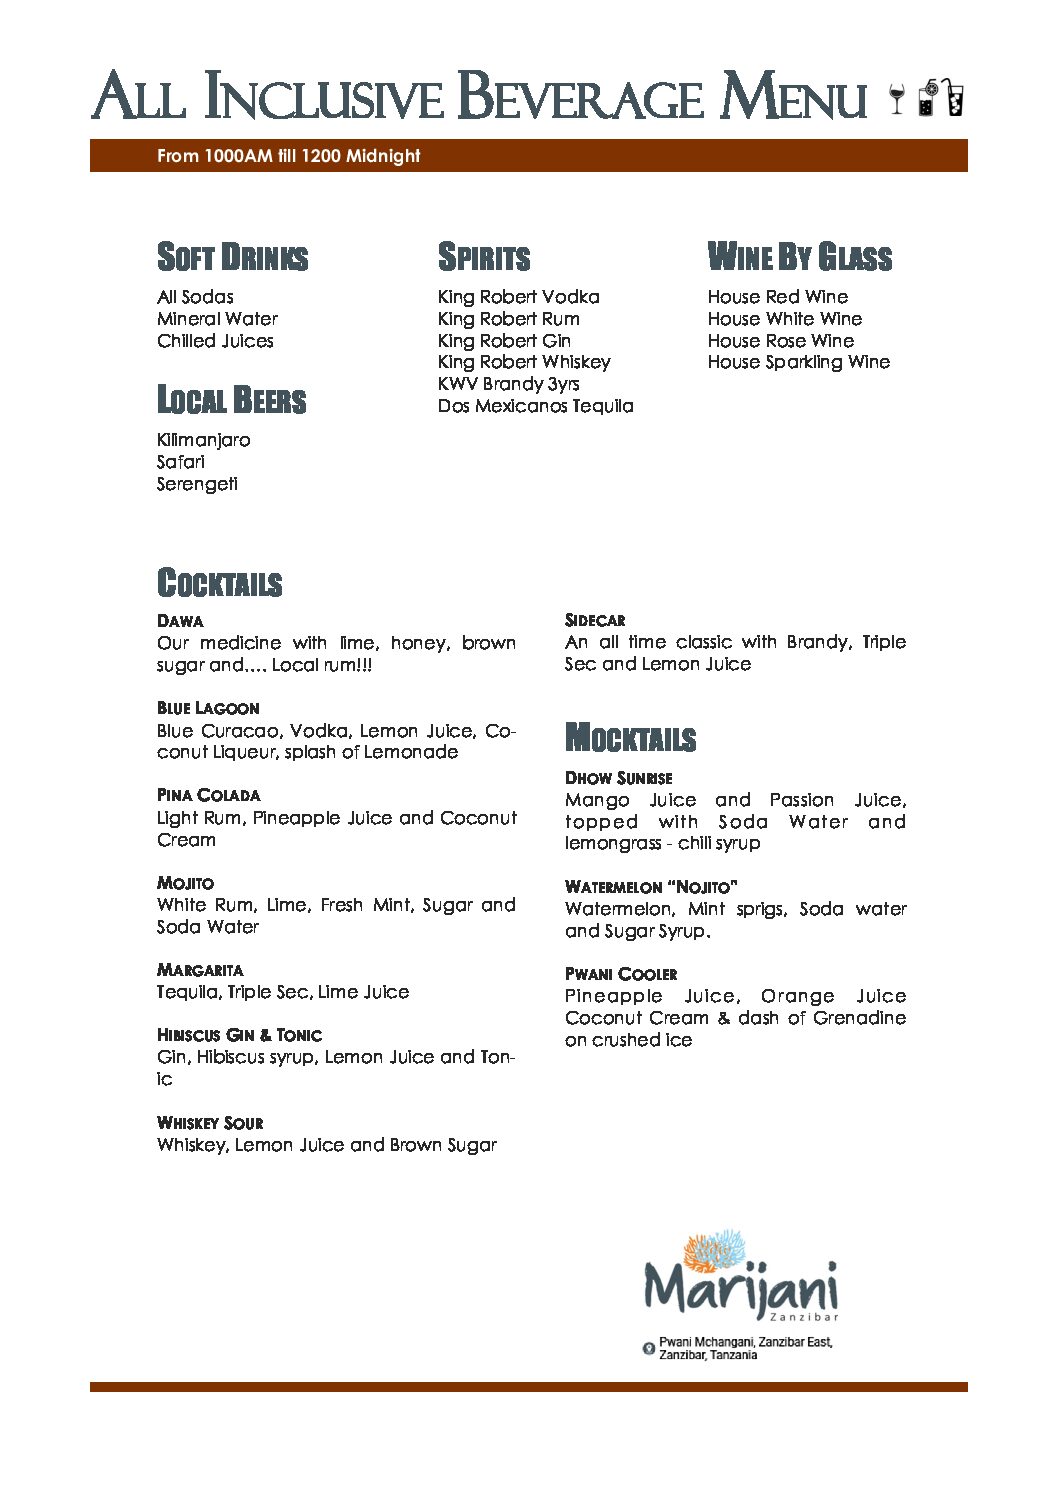 All Inclusive Beverage Menu
From 1000AM till 1200 Midnight
Soft Drinks
All Sodas
Mineral Water
Chilled Juices
Local Beers
Kilimanjaro
Safari
Serengeti
Spirits
King Robert Vodka
King Robert Rum
King Robert Gin
King Robert Whiskey
KWV Brandy 3yrs
Dos Mexicanos Tequila
Wine By Glass
House Red Wine
House White Wine
House Rose Wine
House Sparkling Wine
Cocktails
Dawa
Our medicine with lime, honey, brown
sugar and.... Local rum!!!
Blue Lagoon
Blue Curacao, Vodka, Lemon Juice, Co-
conut Liqueur, splash of Lemonade
Pina Colada
Light Rum, Pineapple Juice and Coconut
Cream
Mojito
White Rum, Lime, Fresh Mint, Sugar and
Soda Water
Margarita
Tequila, Triple Sec, Lime Juice
Hibiscus Gin & Tonic
Gin, Hibiscus syrup, Lemon Juice and Ton-
ic
Whiskey Sour
Whiskey, Lemon Juice and Brown Sugar
Sidecar
An all time classic with Brandy, Triple
Sec and Lemon Juice
Mocktails
Dhow Sunrise
Mango Juice and Passion Juice,
topped with Soda Water and
lemongrass - chili syrup
Watermelon “Nojito"
Watermelon, Mint sprigs, Soda water
and Sugar Syrup.
Pwani Cooler
Pineapple Juice, Orange Juice
Coconut Cream & dash of Grenadine
on crushed ice
Marijani
Zanzibar
Pwani Mchangani, Zanzibar East,
Zanzibar, Tanzania